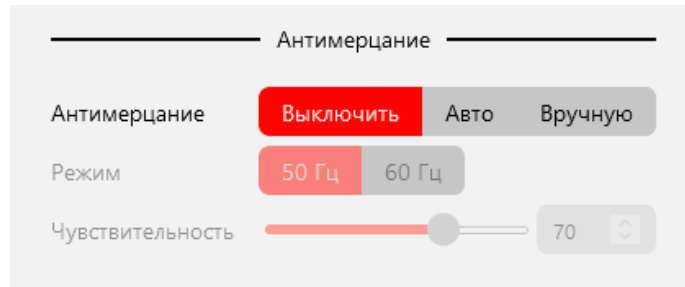 Антимерцание
Антимерцание Выключить Авто Вручную
Режим 50 Гц 60 Гц
Чувствительность 70